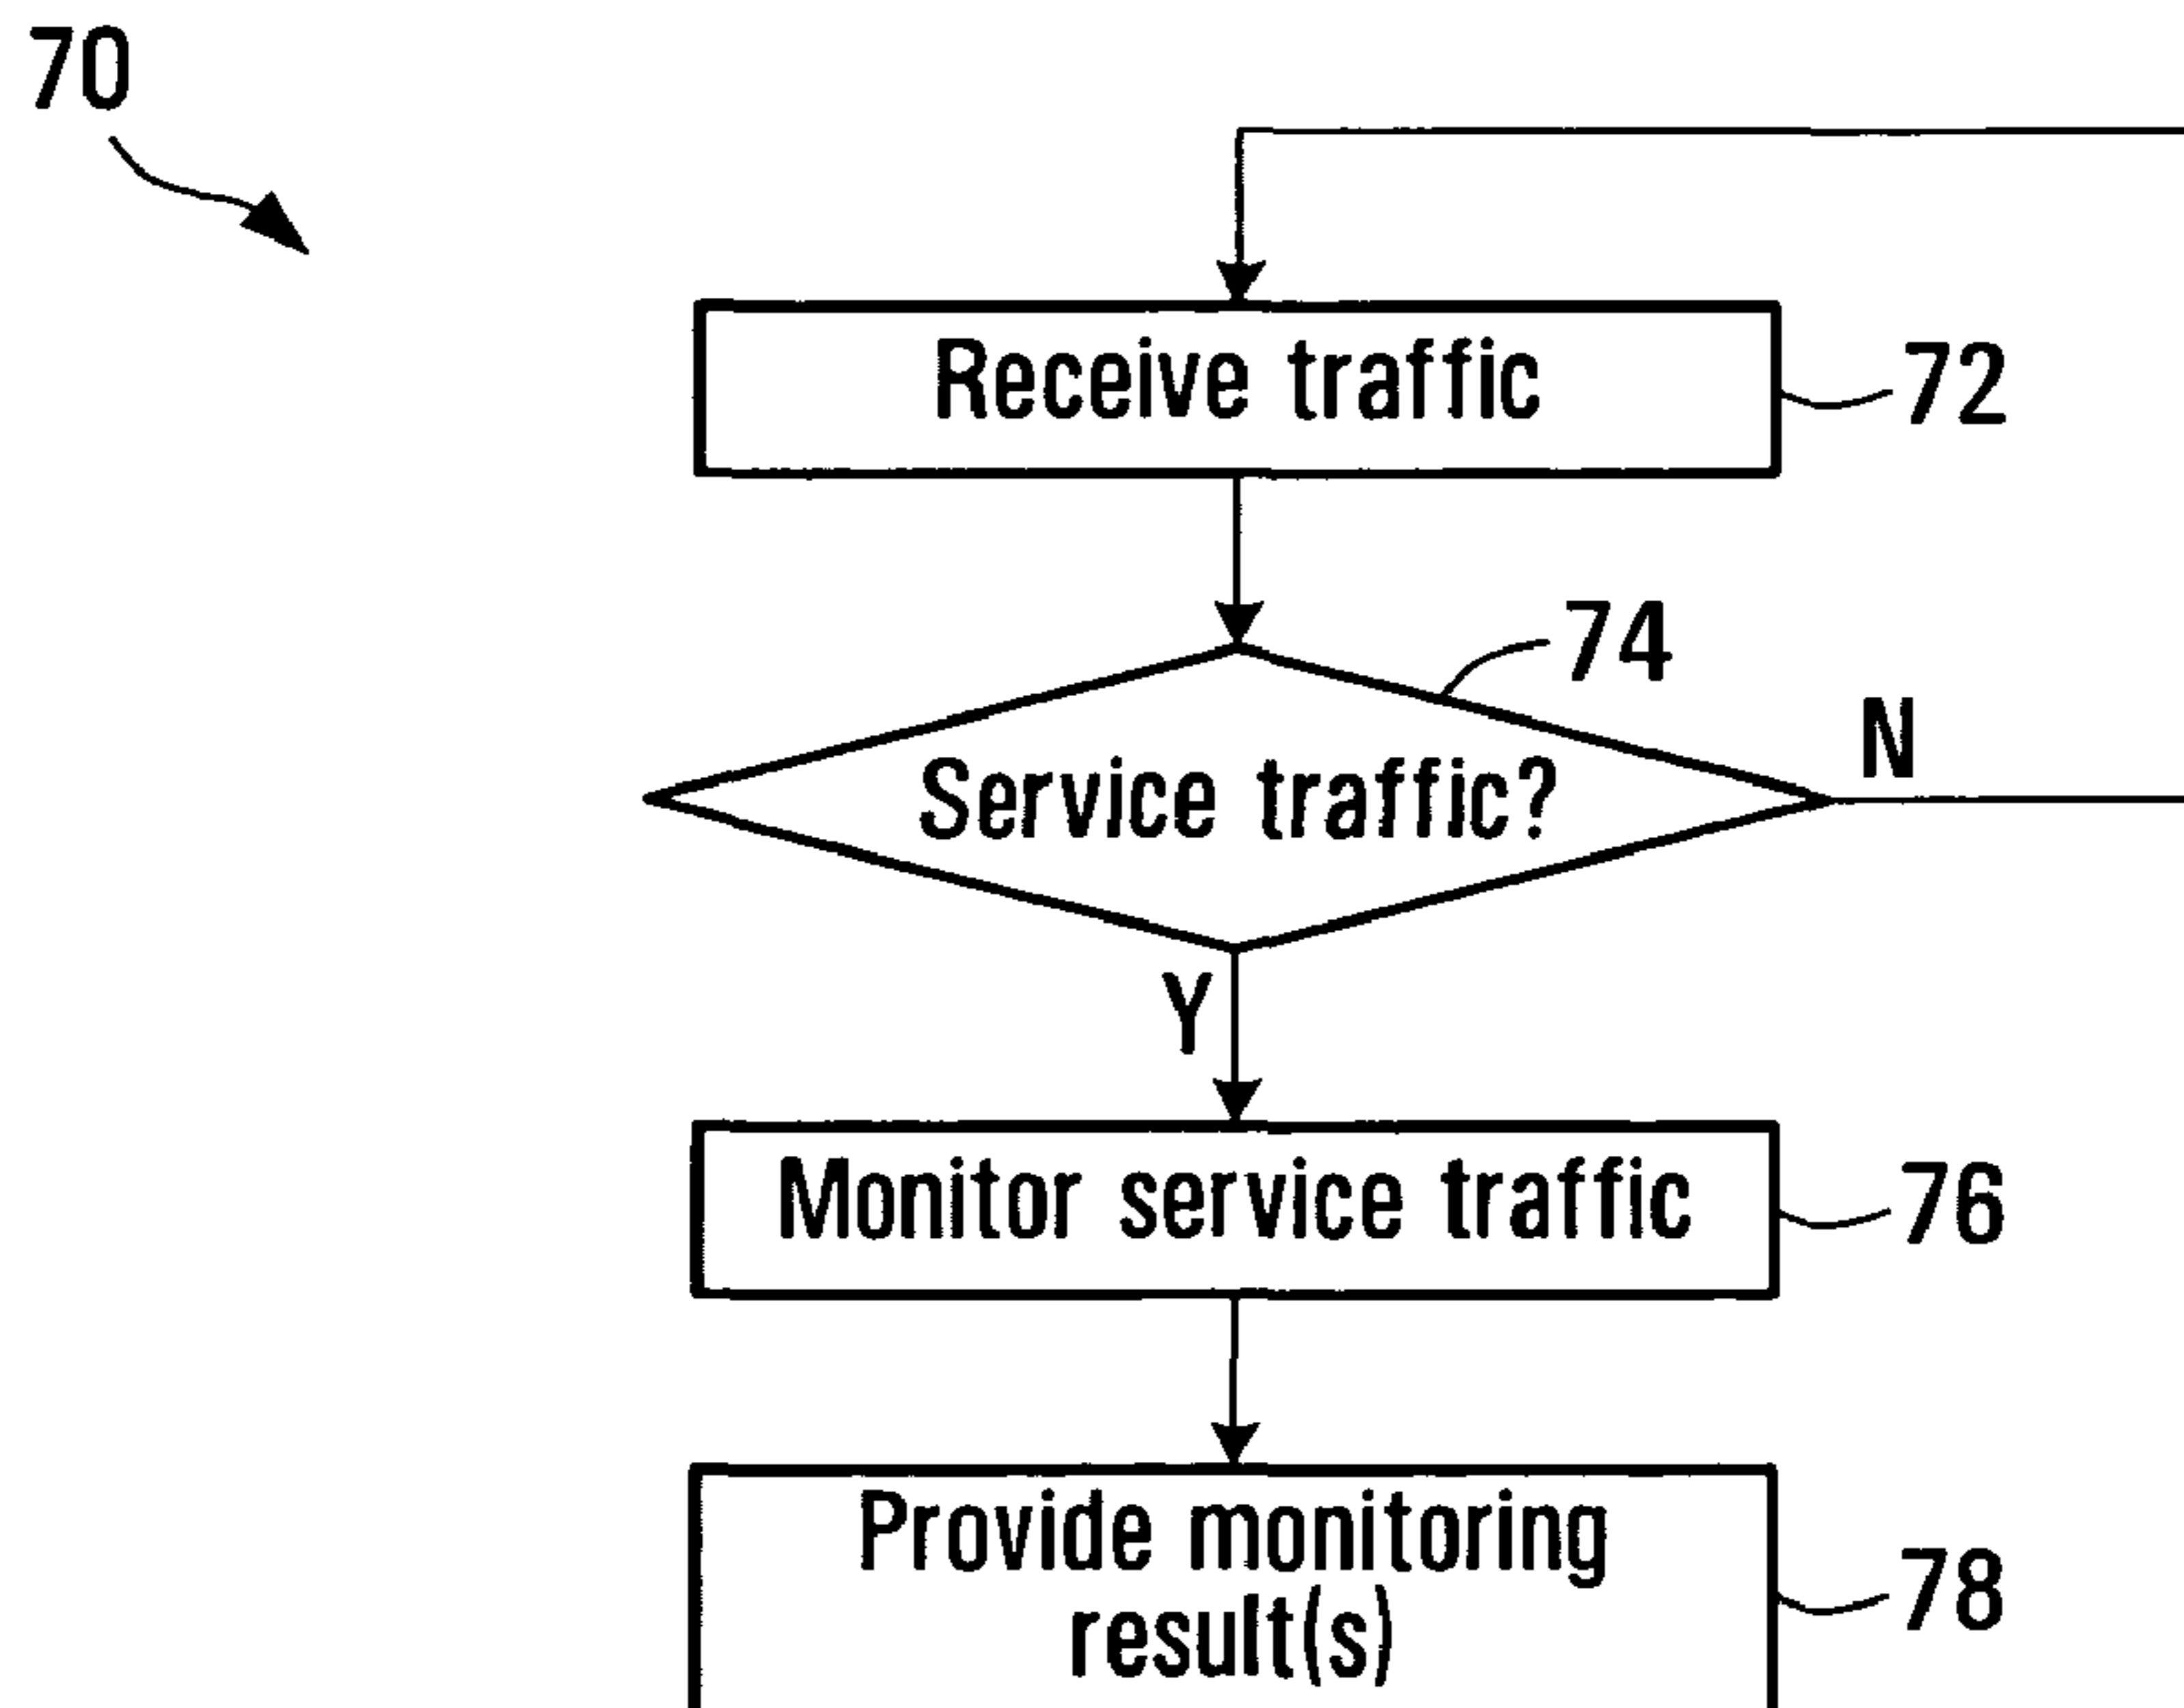 70
Receive traffic
72
74
Service traffic?
N
Y
Monitor service traffic
76
Provide monitoring
result(s)
78